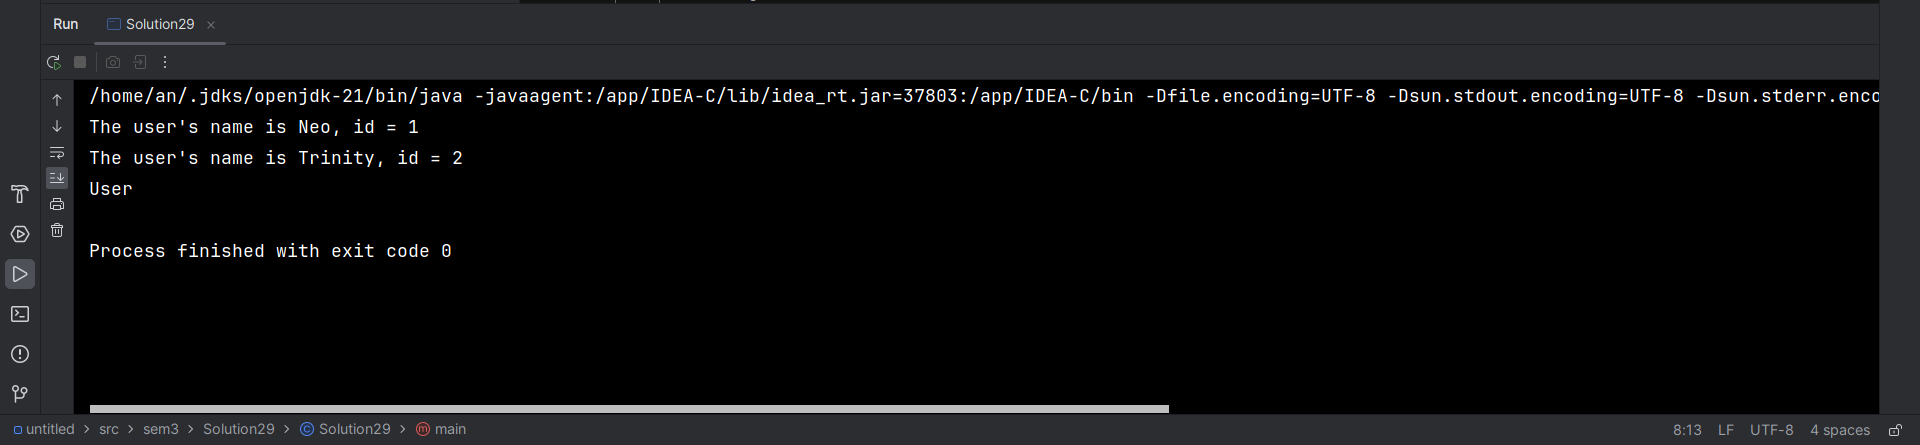 Run Solution29
/home/an/.jdks/openjdk-21/bin/java -javaagent:/app/IDEA-C/lib/idea_rt.jar=37803:/app/IDEA-C/bin -Dfile.encoding=UTF-8 -Dsun.stdout.encoding=UTF-8 -Dsun.stderr.enco
The user's name is Neo, id = 1
The user's name is Trinity, id = 2
User
Process finished with exit code 0
untitled > src > sem3 > Solution29 > Solution29 > main 8:13 LF UTF-8 4 spaces